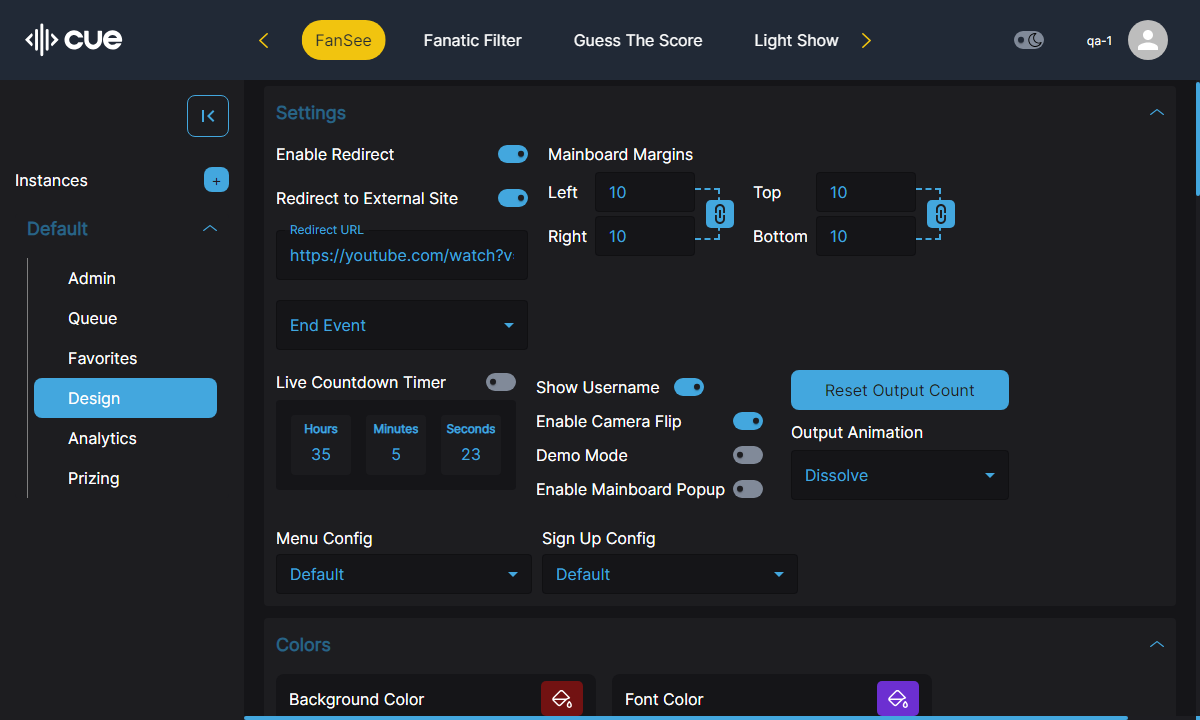 cue
FanSee
Fanatic Filter
Guess The Score
Light Show
qa-1
Instances
+
Default
Admin
Queue
Favorites
Design
Analytics
Prizing
Settings
Enable Redirect
Redirect to External Site
Redirect URL
https://youtube.com/watch?v
End Event
Mainboard Margins
Left
10
Top
10
Right
10
Bottom
10
Live Countdown Timer
Hours
Minutes
Seconds
35
5
23
Show Username
Enable Camera Flip
Demo Mode
Enable Mainboard Popup
Reset Output Count
Output Animation
Dissolve
Menu Config
Sign Up Config
Default
Default
Colors
Background Color
Font Color